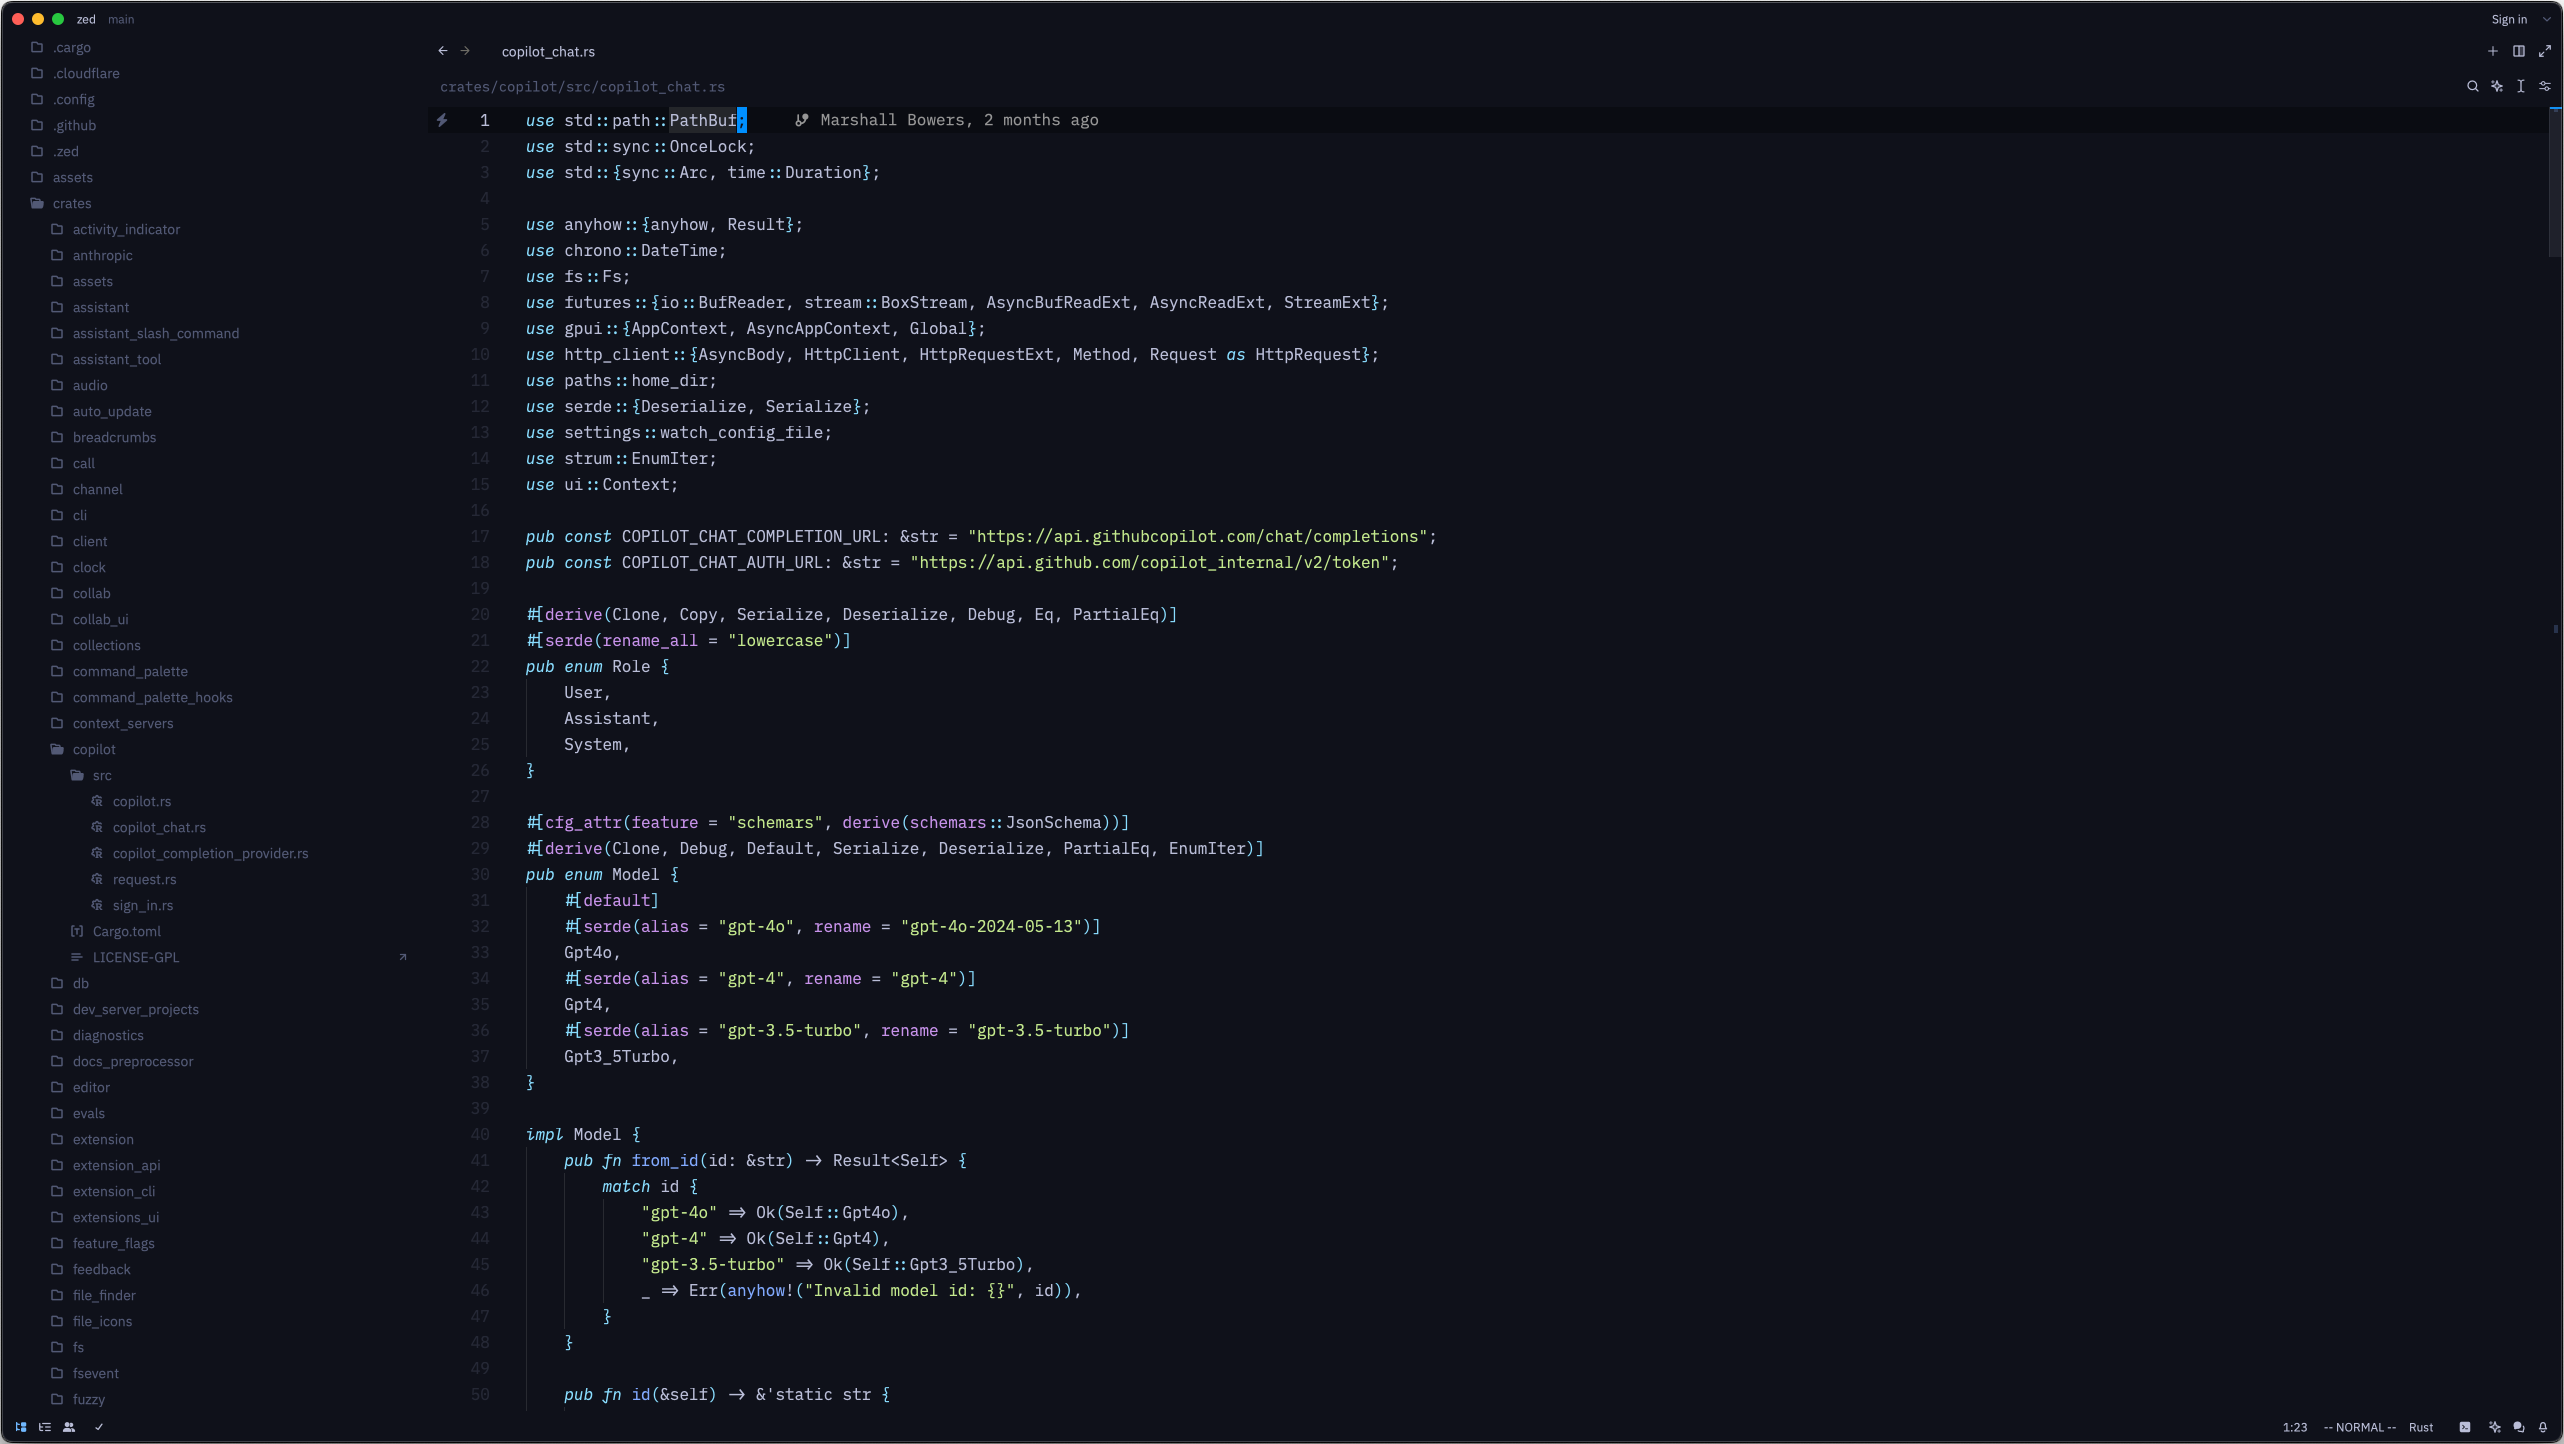 zed main
Sign in
.cargo
.cloudflare
.config
.github
.zed
assets
crates
activity_indicator
anthropic
assets
assistant
assistant_slash_command
assistant_tool
audio
auto_update
breadcrumbs
call
channel
cli
client
clock
collab
collab_ui
collections
command_palette
command_palette_hooks
context_servers
copilot
src
copilot.rs
copilot_chat.rs
copilot_completion_provider.rs
request.rs
sign_in.rs
Cargo.toml
LICENSE-GPL
db
dev_server_projects
diagnostics
docs_preprocessor
editor
evals
extension
extension_api
extension_cli
extensions_ui
feature_flags
feedback
file_finder
file_icons
fs
fsevent
fuzzy
copilot_chat.rs
crates/copilot/src/copilot_chat.rs
1 use std::path::PathBuf; Marshall Bowers, 2 months ago
2 use std::sync::OnceLock;
3 use std::{sync::Arc, time::Duration};
4
5 use anyhow::{anyhow, Result};
6 use chrono::DateTime;
7 use fs::Fs;
8 use futures::{io::BufReader, stream::BoxStream, AsyncBufReadExt, AsyncReadExt, StreamExt};
9 use gpui::{AppContext, AsyncAppContext, Global};
10 use http_client::{AsyncBody, HttpClient, HttpRequestExt, Method, Request as HttpRequest};
11 use paths::home_dir;
12 use serde::{Deserialize, Serialize};
13 use settings::watch_config_file;
14 use strum::EnumIter;
15 use ui::Context;
16
17 pub const COPILOT_CHAT_COMPLETION_URL: &str = "https://api.githubcopilot.com/chat/completions";
18 pub const COPILOT_CHAT_AUTH_URL: &str = "https://api.github.com/copilot_internal/v2/token";
19
20 #[derive(Clone, Copy, Serialize, Deserialize, Debug, Eq, PartialEq)]
21 #[serde(rename_all = "lowercase")]
22 pub enum Role {
23 User,
24 Assistant,
25 System,
26 }
27
28 #[cfg_attr(feature = "schemars", derive(schemars::JsonSchema))]
29 #[derive(Clone, Debug, Default, Serialize, Deserialize, PartialEq, EnumIter)]
30 pub enum Model {
31 #[default]
32 #[serde(alias = "gpt-4o", rename = "gpt-4o-2024-05-13")]
33 Gpt4o,
34 #[serde(alias = "gpt-4", rename = "gpt-4")]
35 Gpt4,
36 #[serde(alias = "gpt-3.5-turbo", rename = "gpt-3.5-turbo")]
37 Gpt3_5Turbo,
38 }
39
40 impl Model {
41 pub fn from_id(id: &str) -> Result<Self> {
42 match id {
43 "gpt-4o" => Ok(Self::Gpt4o),
44 "gpt-4" => Ok(Self::Gpt4),
45 "gpt-3.5-turbo" => Ok(Self::Gpt3_5Turbo),
46 _ => Err(anyhow!("Invalid model id: {}", id)),
47 }
48 }
49
50 pub fn id(&self) -> &'static str {
1:23 -- NORMAL -- Rust